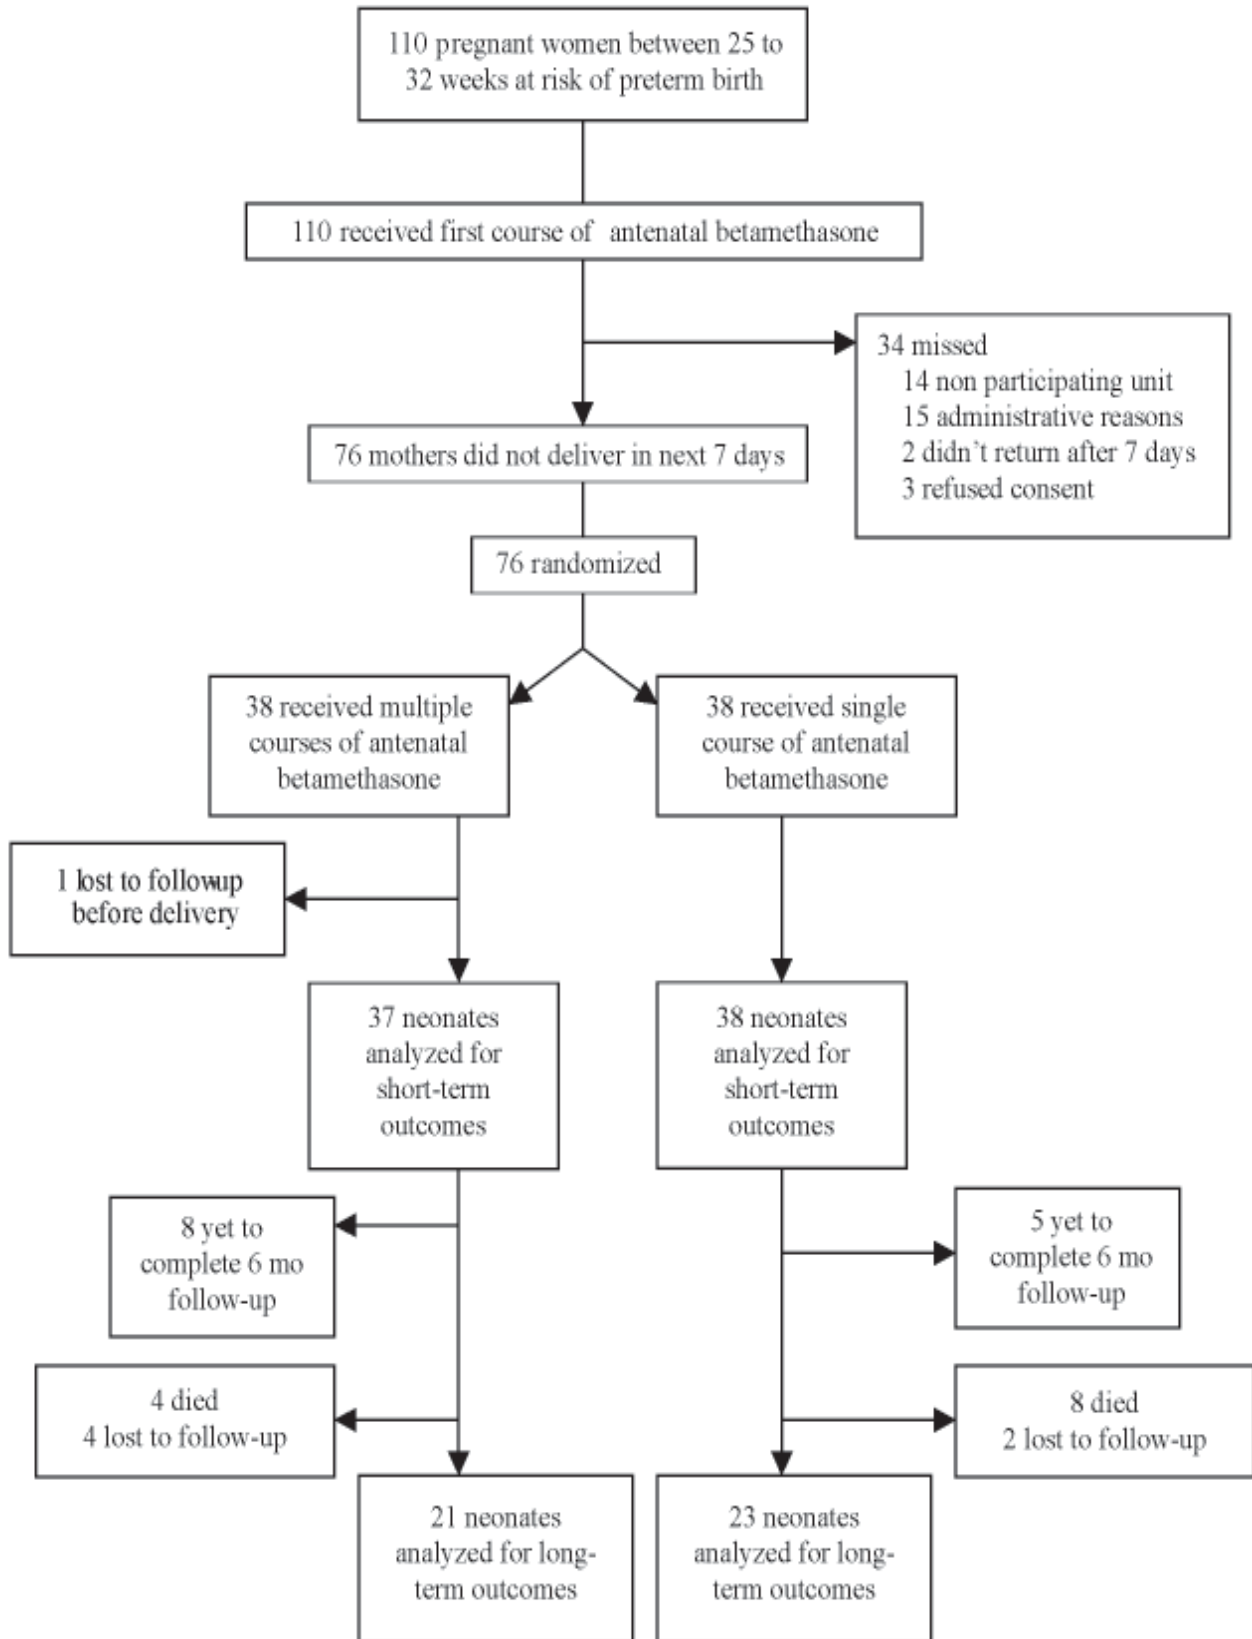 110 pregnant women between 25 to
32 weeks at risk of preterm birth
110 received first course of antenatal betamethasone
34 missed
14 non participating unit
15 administrative reasons
2 didn't return after 7 days
3 refused consent
76 mothers did not deliver in next 7 days
76 randomized
38 received multiple
courses of antenatal
betamethasone
38 received single
course of antenatal
betamethasone
1 lost to follow-up
before delivery
37 neonates
analyzed for
short-term
outcomes
38 neonates
analyzed for
short-term
outcomes
8 yet to
complete 6 mo
follow-up
5 yet to
complete 6 mo
follow-up
4 died
4 lost to follow-up
8 died
2 lost to follow-up
21 neonates
analyzed for long-
term outcomes
23 neonates
analyzed for long-
term outcomes